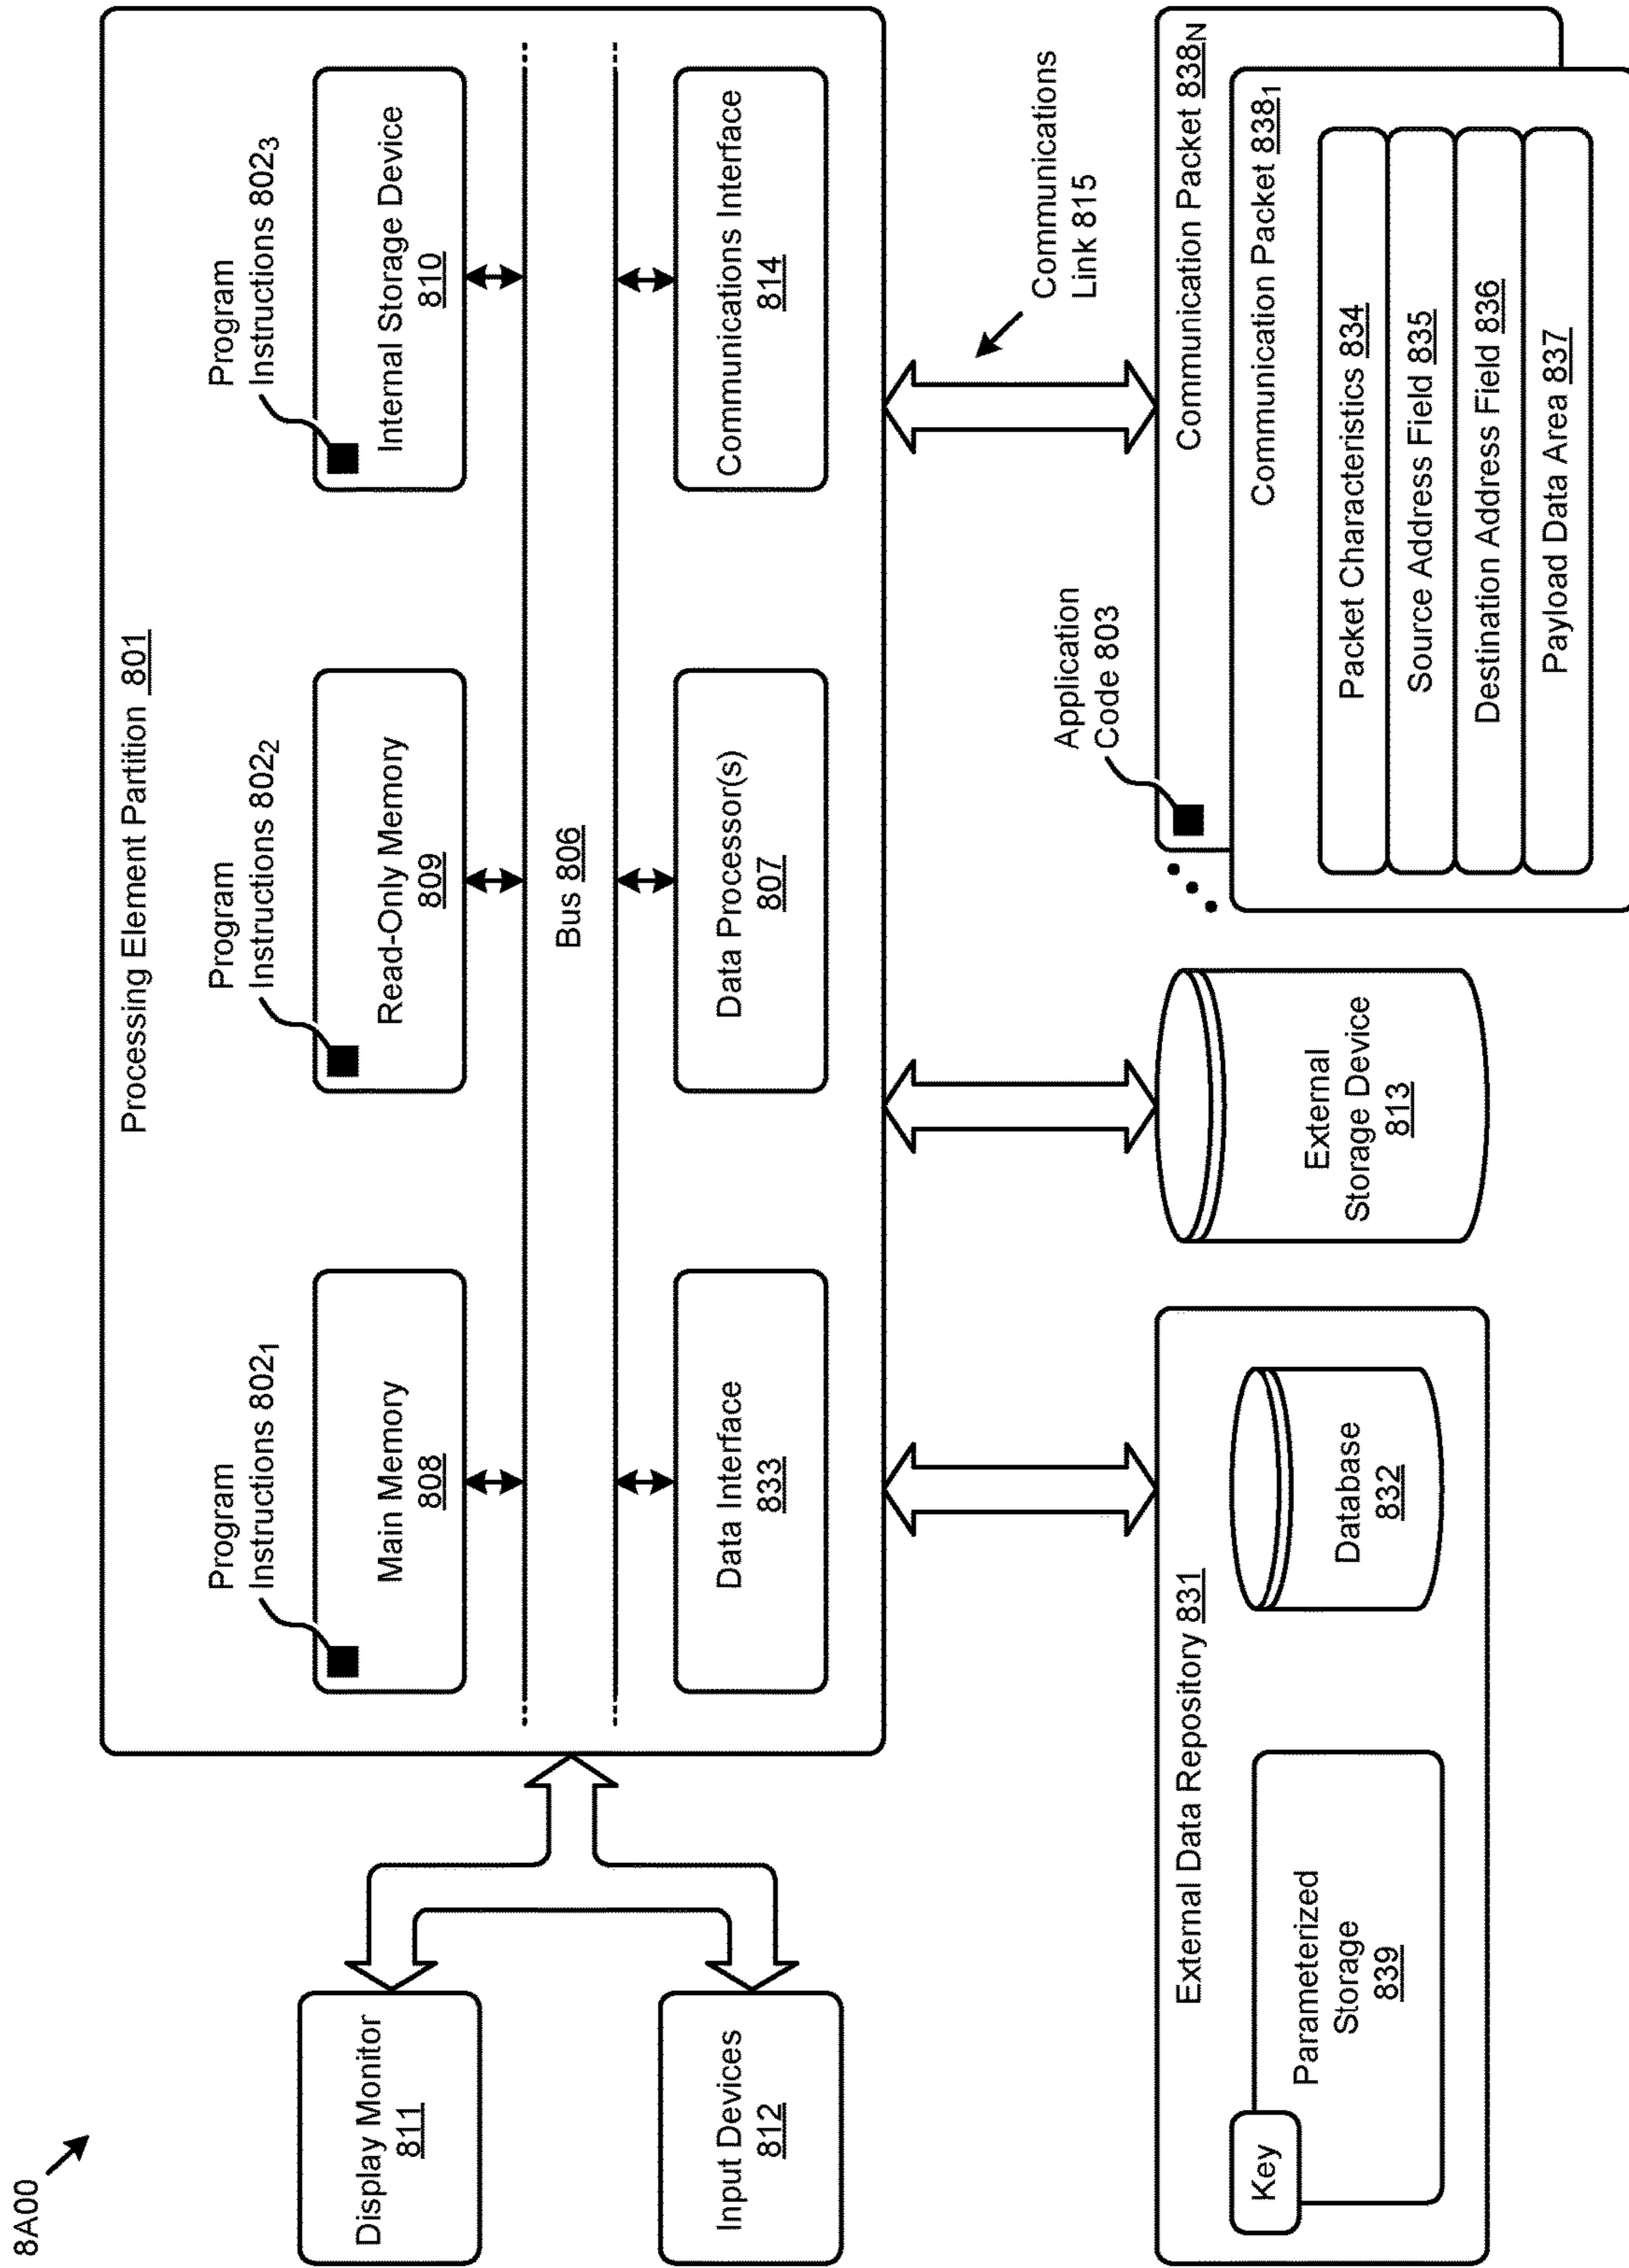 8A00
Processing Element Partition 801
Program
Instructions 802₁
Program
Instructions 802₂
Program
Instructions 802₃
Main Memory
808
Read-Only Memory
809
Internal Storage Device
810
Display Monitor
811
Bus 806
Input Devices
812
Data Interface
833
Data Processor(s)
807
Communications Interface
814
Communications
Link 815
Application
Code 803
External Data Repository 831
Key
Parameterized
Storage
839
Database
832
External
Storage Device
813
Communication Packet 838N
Communication Packet 838₁
Packet Characteristics 834
Source Address Field 835
Destination Address Field 836
Payload Data Area 837